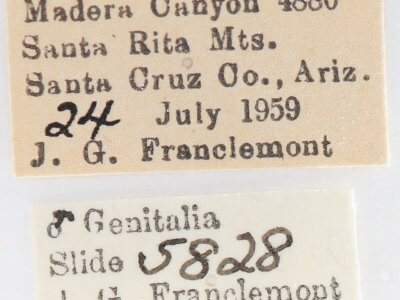 Madera Canyon 4880'
Santa Rita Mts.
Santa Cruz Co., Ariz.
24 July 1959
J. G. Franclemont
♂ Genitalia
Slide 5828
J. G. Franclemont